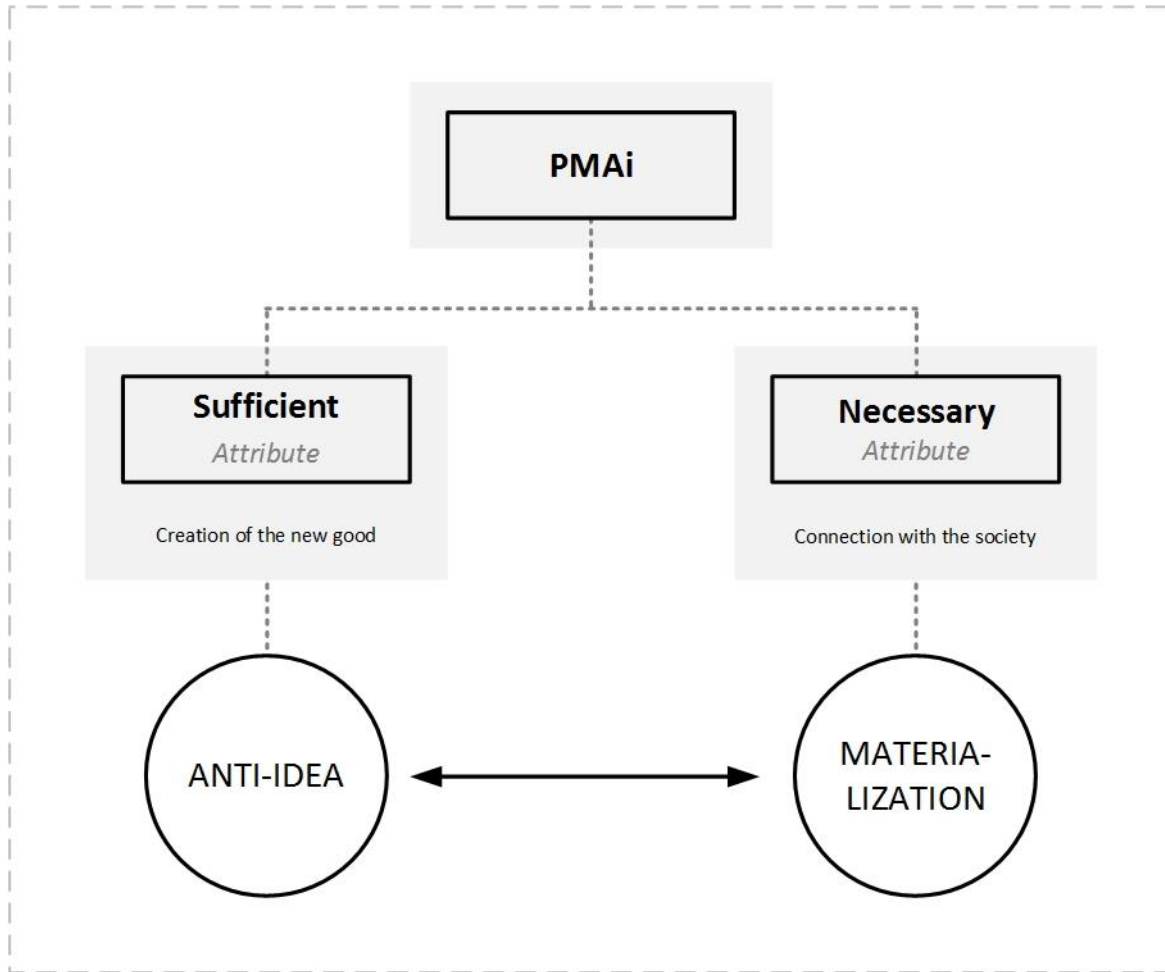 PMAi
Sufficient
Attribute
Creation of the new good
Necessary
Attribute
Connection with the society
ANTI-IDEA
MATERIA-
LIZATION